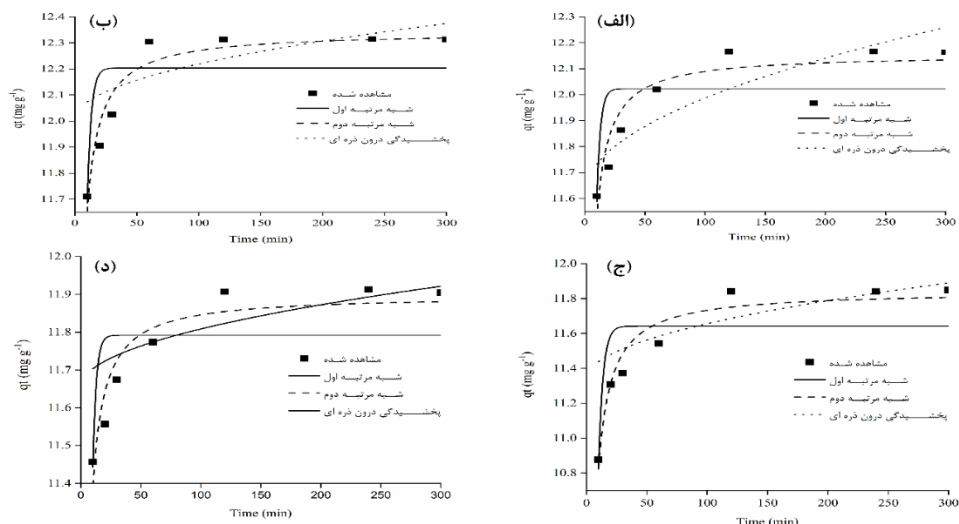 (الف)
qt (mg g⁻¹)
12.3
12.2
12.1
12.0
11.9
11.8
11.7
11.6
مشاهده شده
شبه مرتبه اول
شبه مرتبه دوم
پخشیدگی درون ذره ای
0 50 100 150 200 250 300
Time (min)
(ب)
qt (mg g⁻¹)
12.4
12.3
12.2
12.1
12.0
11.9
11.8
11.7
مشاهده شده
شبه مرتبه اول
شبه مرتبه دوم
پخشیدگی درون ذره ای
0 50 100 150 200 250 300
Time (min)
(ج)
qt (mg g⁻¹)
12.0
11.8
11.6
11.4
11.2
11.0
10.8
مشاهده شده
شبه مرتبه اول
شبه مرتبه دوم
پخشیدگی درون ذره ای
0 50 100 150 200 250 300
Time (min)
(د)
qt (mg g⁻¹)
12.0
11.9
11.8
11.7
11.6
11.5
11.4
مشاهده شده
شبه مرتبه اول
شبه مرتبه دوم
پخشیدگی درون ذره ای
0 50 100 150 200 250 300
Time (min)